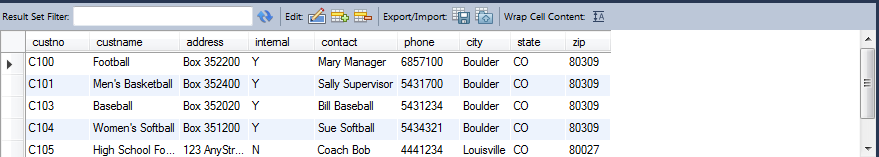 Result Set Filter: Edit: Export/Import: Wrap Cell Content: IA
custno custname address internal contact phone city state zip
C100 Football Box 352200 Y Mary Manager 6857100 Boulder CO 80309
C101 Men's Basketball Box 352400 Y Sally Supervisor 5431700 Boulder CO 80309
C103 Baseball Box 352020 Y Bill Baseball 5431234 Boulder CO 80309
C104 Women's Softball Box 351200 Y Sue Softball 5434321 Boulder CO 80309
C105 High School Fo... 123 AnyStr... N Coach Bob 4441234 Louisville CO 80027